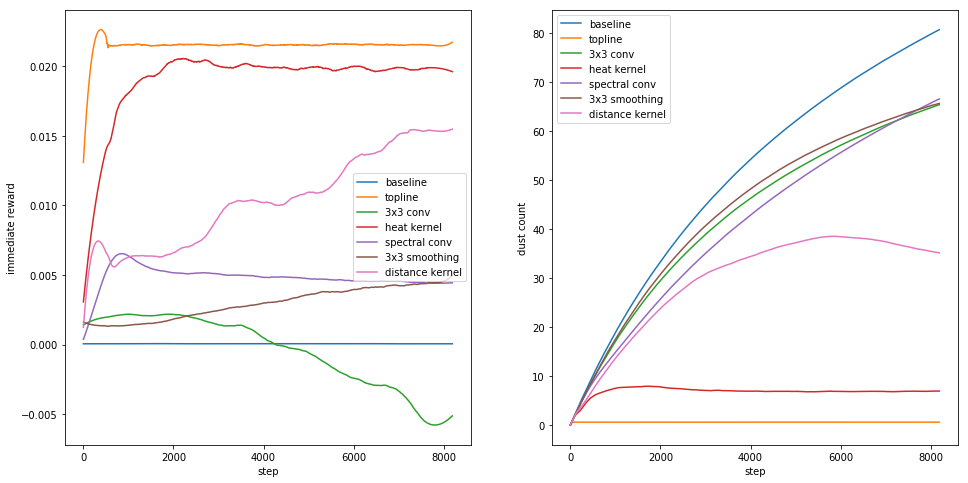 0.020
0.015
0.010
0.005
0.000
−0.005
immediate reward
0
2000
4000
6000
8000
step
baseline
topline
3x3 conv
heat kernel
spectral conv
3x3 smoothing
distance kernel
80
70
60
50
40
30
20
10
0
dust count
0
2000
4000
6000
8000
step
baseline
topline
3x3 conv
heat kernel
spectral conv
3x3 smoothing
distance kernel